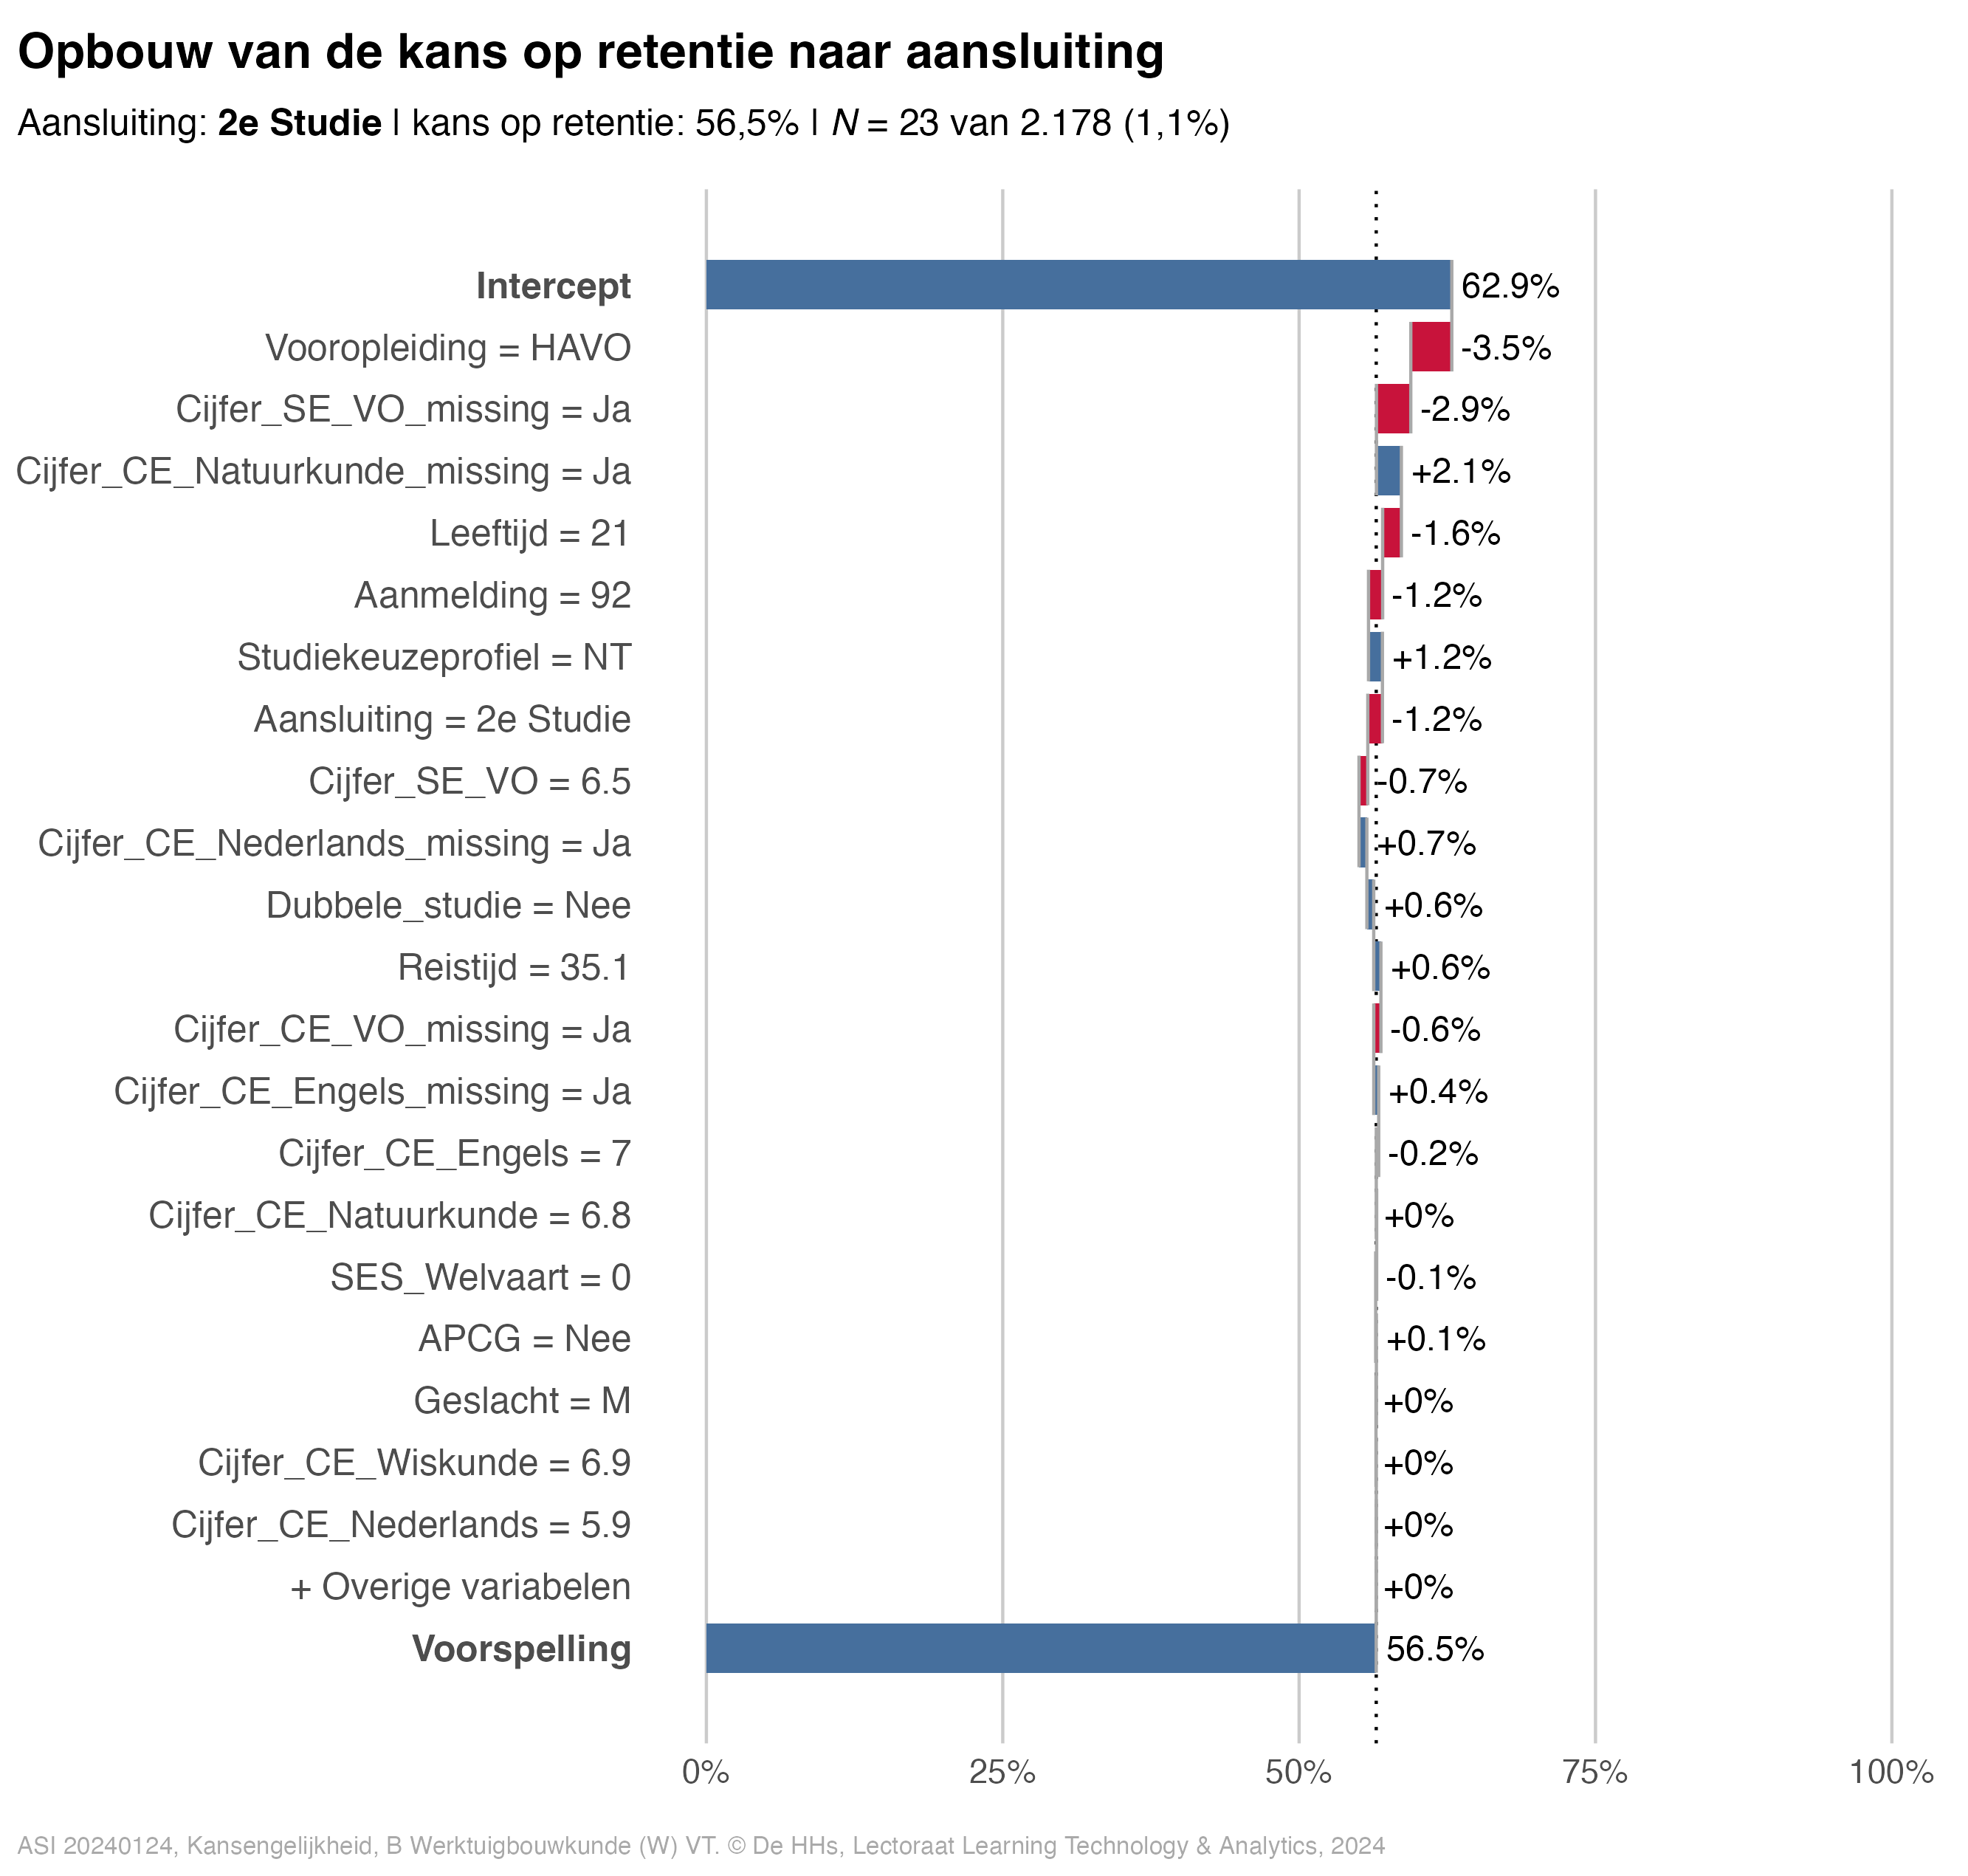 Opbouw van de kans op retentie naar aansluiting
Aansluiting: 2e Studie | kans op retentie: 56,5% | N = 23 van 2.178 (1,1%)
Intercept 62.9%
Vooropleiding = HAVO -3.5%
Cijfer_SE_VO_missing = Ja -2.9%
Cijfer_CE_Natuurkunde_missing = Ja +2.1%
Leeftijd = 21 -1.6%
Aanmelding = 92 -1.2%
Studiekeuzeprofiel = NT +1.2%
Aansluiting = 2e Studie -1.2%
Cijfer_SE_VO = 6.5 -0.7%
Cijfer_CE_Nederlands_missing = Ja +0.7%
Dubbele_studie = Nee +0.6%
Reistijd = 35.1 +0.6%
Cijfer_CE_VO_missing = Ja -0.6%
Cijfer_CE_Engels_missing = Ja +0.4%
Cijfer_CE_Engels = 7 -0.2%
Cijfer_CE_Natuurkunde = 6.8 +0%
SES_Welvaart = 0 -0.1%
APCG = Nee +0.1%
Geslacht = M +0%
Cijfer_CE_Wiskunde = 6.9 +0%
Cijfer_CE_Nederlands = 5.9 +0%
+ Overige variabelen +0%
Voorspelling 56.5%
0% 25% 50% 75% 100%
ASI 20240124, Kansengelijkheid, B Werktuigbouwkunde (W) VT. © De HHs, Lectoraat Learning Technology & Analytics, 2024